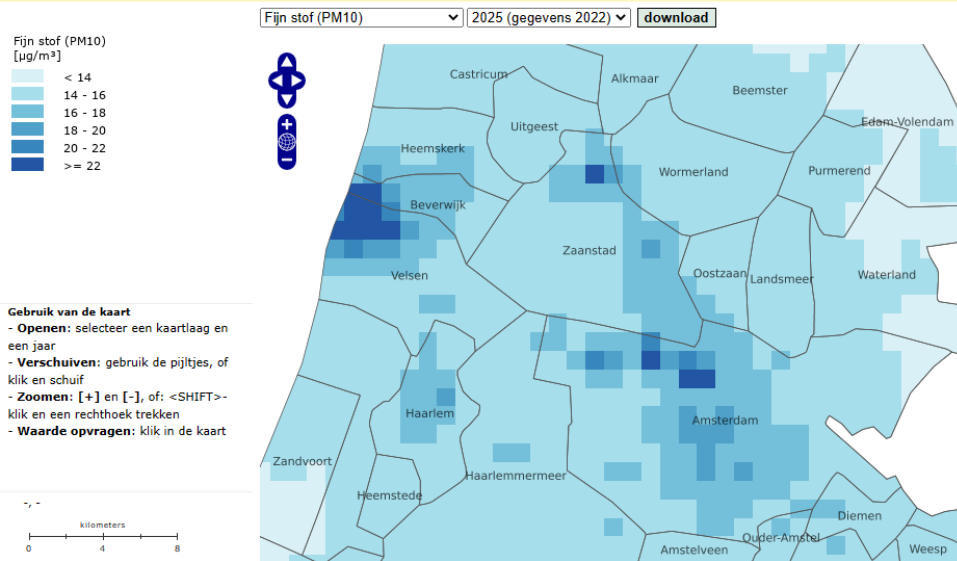 Fijn stof (PM10)
2025 (gegevens 2022)
download
Fijn stof (PM10)
[µg/m³]
< 14
14 - 16
16 - 18
18 - 20
20 - 22
>= 22
Castricum
Alkmaar
Beemster
Edam-Volendam
Uitgeest
Heemskerk
Wormerland
Purmerend
Beverwijk
Zaanstad
Velsen
Oostzaan
Landsmeer
Waterland
Gebruik van de kaart
- Openen: selecteer een kaartlaag en
een jaar
- Verschuiven: gebruik de pijltjes, of
klik en schuif
- Zoomen: [+] en [-], of: <SHIFT>-
klik en een rechthoek trekken
- Waarde opvragen: klik in de kaart
Haarlem
Amsterdam
Zandvoort
Haarlemmermeer
Heemstede
Diemen
Ouder-Amstel
Amstelveen
Weesp
-, -
kilometers
0 4 8